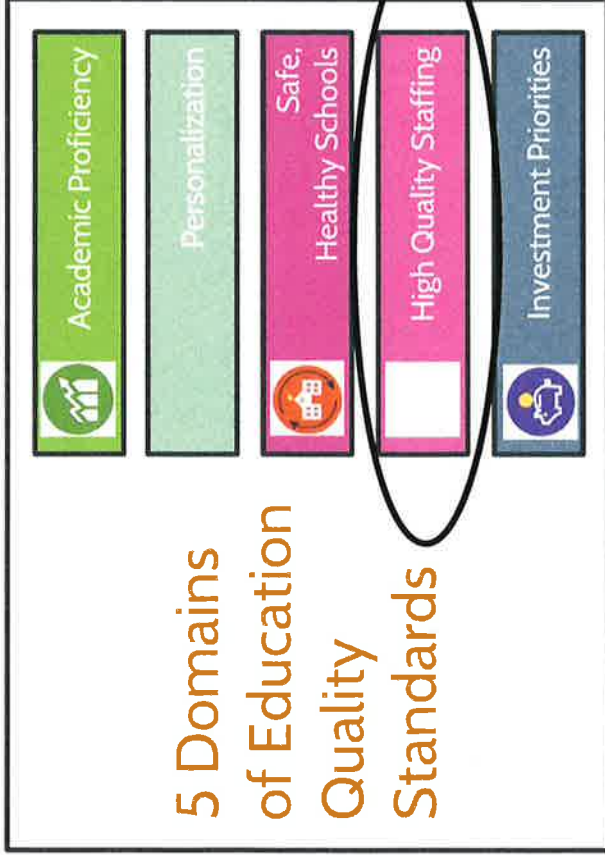 5 Domains
of Education
Quality
Standards
Academic Proficiency
Personalization
Safe,
Healthy Schools
High Quality Staffing
Investment Priorities